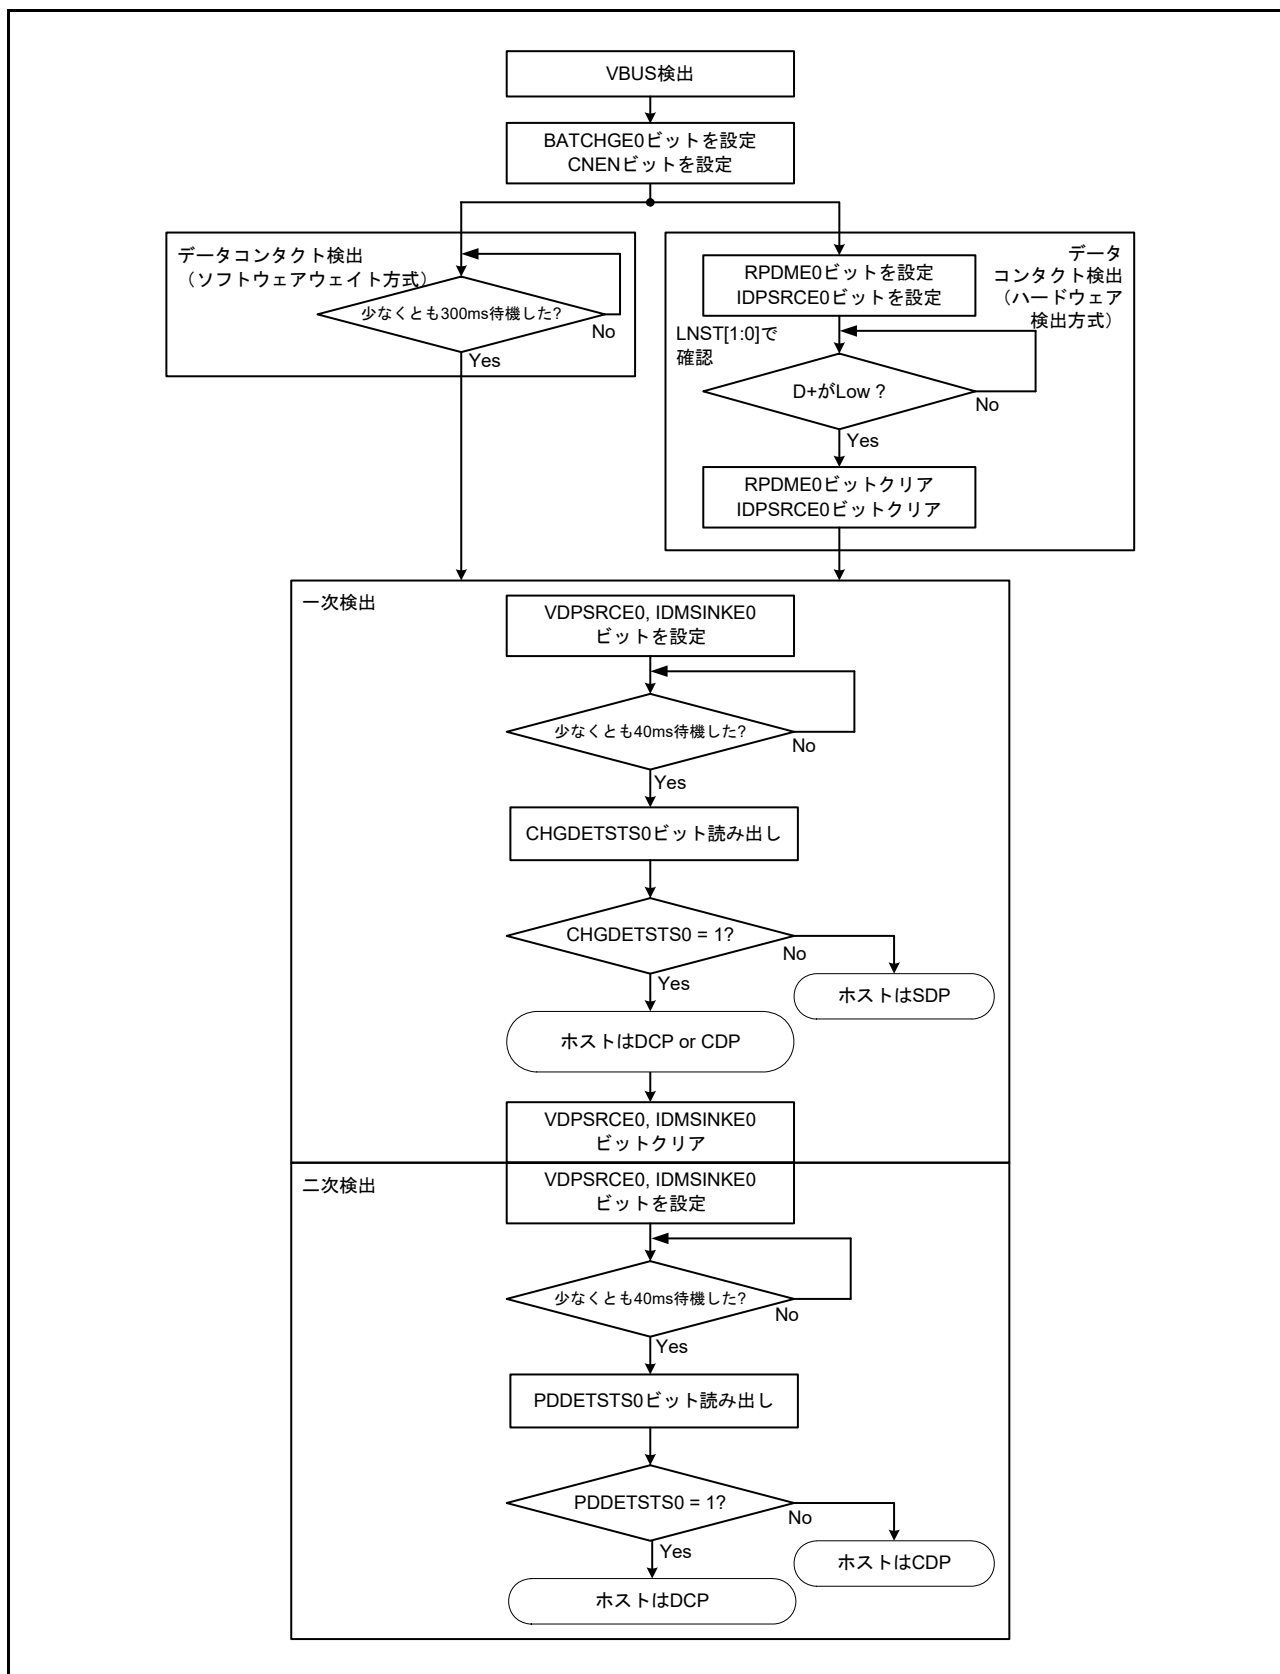 VBUS検出
BATCHGE0ビットを設定
CNENビットを設定
データコンタクト検出
（ソフトウェアウェイト方式）
少なくとも300ms待機した?
No
Yes
データ
コンタクト検出
（ハードウェア
検出方式）
RPDME0ビットを設定
IDPSRCE0ビットを設定
LNST[1:0]で
確認
D+がLow ?
No
Yes
RPDME0ビットクリア
IDPSRCE0ビットクリア
一次検出
VDPSRCE0, IDMSINKE0
ビットを設定
少なくとも40ms待機した?
No
Yes
CHGDETSTS0ビット読み出し
CHGDETSTS0 = 1?
No
Yes
ホストはSDP
ホストはDCP or CDP
VDPSRCE0, IDMSINKE0
ビットクリア
二次検出
VDPSRCE0, IDMSINKE0
ビットを設定
少なくとも40ms待機した?
No
Yes
PDDETSTS0ビット読み出し
PDDETSTS0 = 1?
No
Yes
ホストはCDP
ホストはDCP